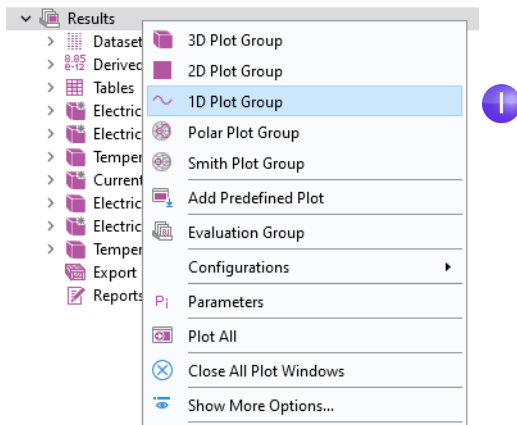 Results
Dataset
3D Plot Group
8.85
e-12
Derived
2D Plot Group
Tables
1D Plot Group
I
Electric
Electric
Polar Plot Group
Temper
Smith Plot Group
Current
Electric
Add Predefined Plot
Electric
Evaluation Group
Temper
Export
Configurations
Reports
Pi Parameters
Plot All
Close All Plot Windows
Show More Options...